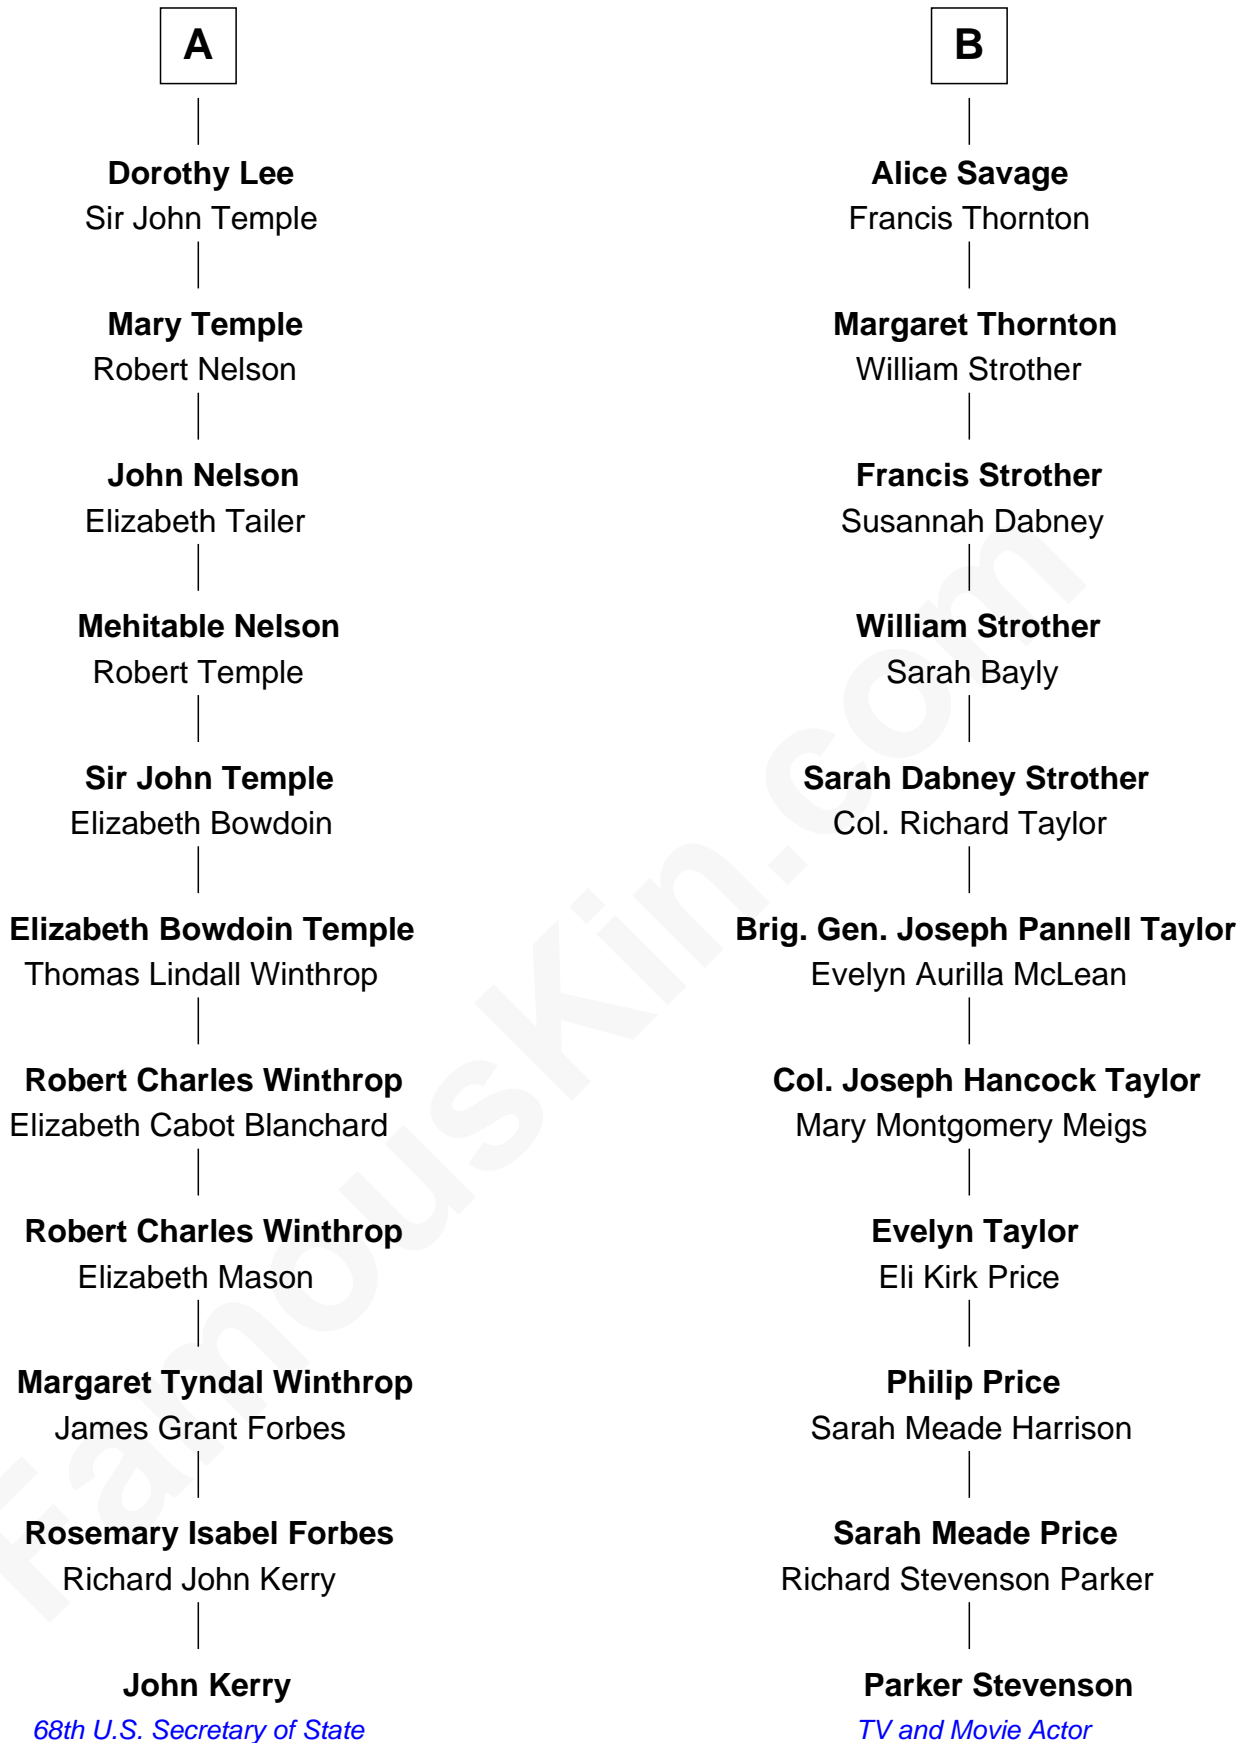 A
Dorothy Lee
Sir John Temple
Mary Temple
Robert Nelson
John Nelson
Elizabeth Tailer
Mehitable Nelson
Robert Temple
Sir John Temple
Elizabeth Bowdoin
Elizabeth Bowdoin Temple
Thomas Lindall Winthrop
Robert Charles Winthrop
Elizabeth Cabot Blanchard
Robert Charles Winthrop
Elizabeth Mason
Margaret Tyndal Winthrop
James Grant Forbes
Rosemary Isabel Forbes
Richard John Kerry
John Kerry
68th U.S. Secretary of State
B
Alice Savage
Francis Thornton
Margaret Thornton
William Strother
Francis Strother
Susannah Dabney
William Strother
Sarah Bayly
Sarah Dabney Strother
Col. Richard Taylor
Brig. Gen. Joseph Pannell Taylor
Evelyn Aurilla McLean
Col. Joseph Hancock Taylor
Mary Montgomery Meigs
Evelyn Taylor
Eli Kirk Price
Philip Price
Sarah Meade Harrison
Sarah Meade Price
Richard Stevenson Parker
Parker Stevenson
TV and Movie Actor
FamousKin.com